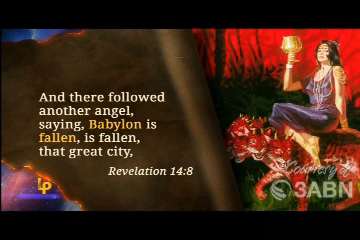 And there followed
another angel,
saying, Babylon is
fallen, is fallen,
that great city,
Revelation 14:8
LP
Courtesy of
3ABN